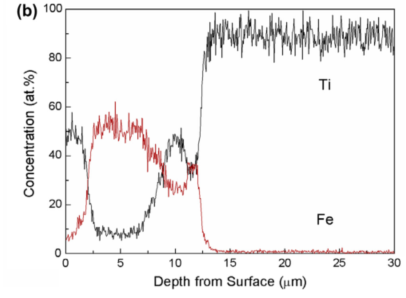 (b)
100
80
60
40
20
0
Concentration (at.%)
Ti
Fe
0 5 10 15 20 25 30
Depth from Surface (μm)